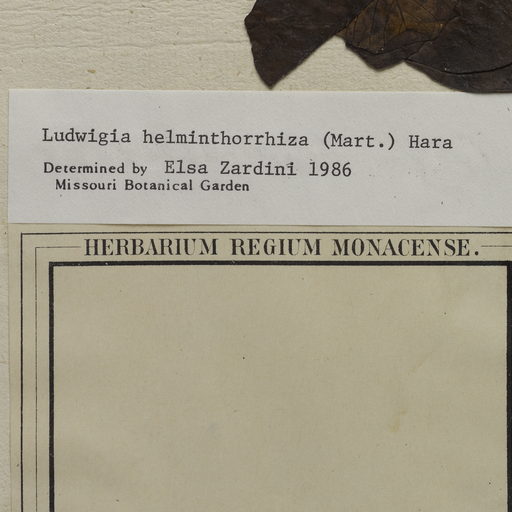 Ludwigia helminthorrhiza (Mart.) Hara
Determined by Elsa Zardini 1986
Missouri Botanical Garden
HERBARIUM REGIUM MONACENSE.